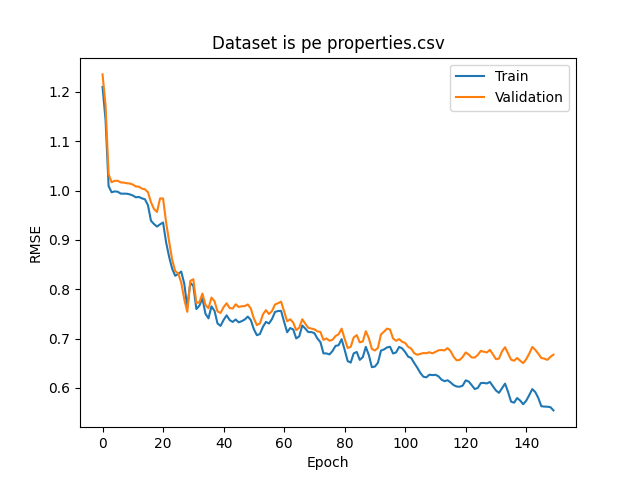 Dataset is pe properties.csv
Train
Validation
1.2
1.1
1.0
0.9
0.8
0.7
0.6
RMSE
0 20 40 60 80 100 120 140
Epoch